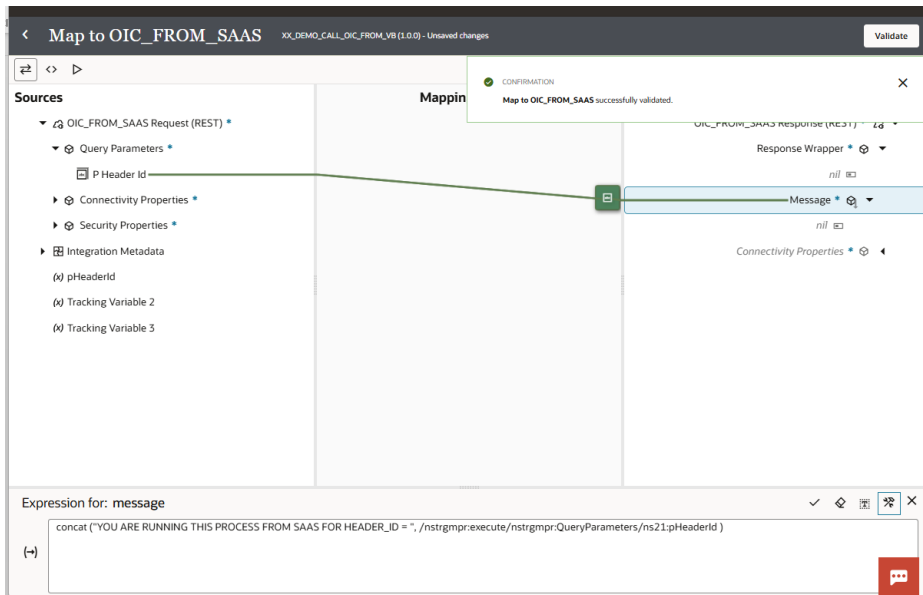 Map to OIC_FROM_SAAS XX_DEMO_CALL_OIC_FROM_VB (1.0.0) - Unsaved changes Validate
CONFIRMATION
Map to OIC_FROM_SAAS successfully validated.
Sources Mappin
OIC_FROM_SAAS Request (REST) * OIC_FROM_SAAS Response (REST) *
Query Parameters * Response Wrapper *
P Header Id nil
Connectivity Properties * Message *
Security Properties * nil
Integration Metadata Connectivity Properties *
(x) pHeaderId
(x) Tracking Variable 2
(x) Tracking Variable 3
Expression for: message
concat ("YOU ARE RUNNING THIS PROCESS FROM SAAS FOR HEADER_ID = ", /nstrgmpr:execute/nstrgmpr:QueryParameters/ns21:pHeaderId )